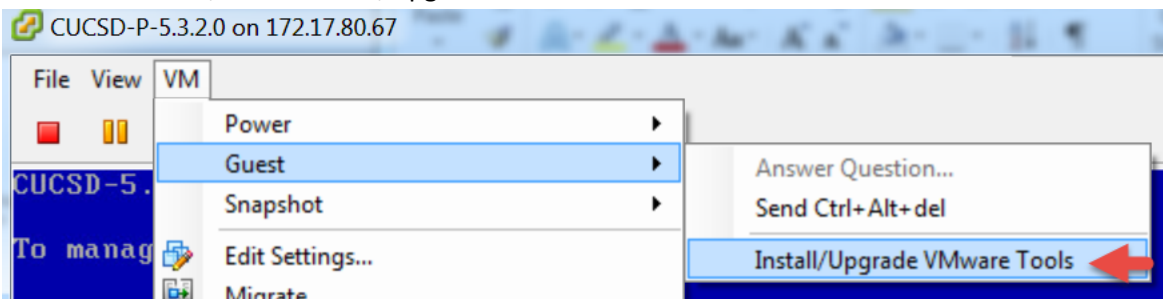 CUCSD-P-5.3.2.0 on 172.17.80.67
File View VM
Power
Guest
Snapshot
Edit Settings...
Migrate
Answer Question...
Send Ctrl+Alt+del
Install/Upgrade VMware Tools
CUCSD-5.
To manag